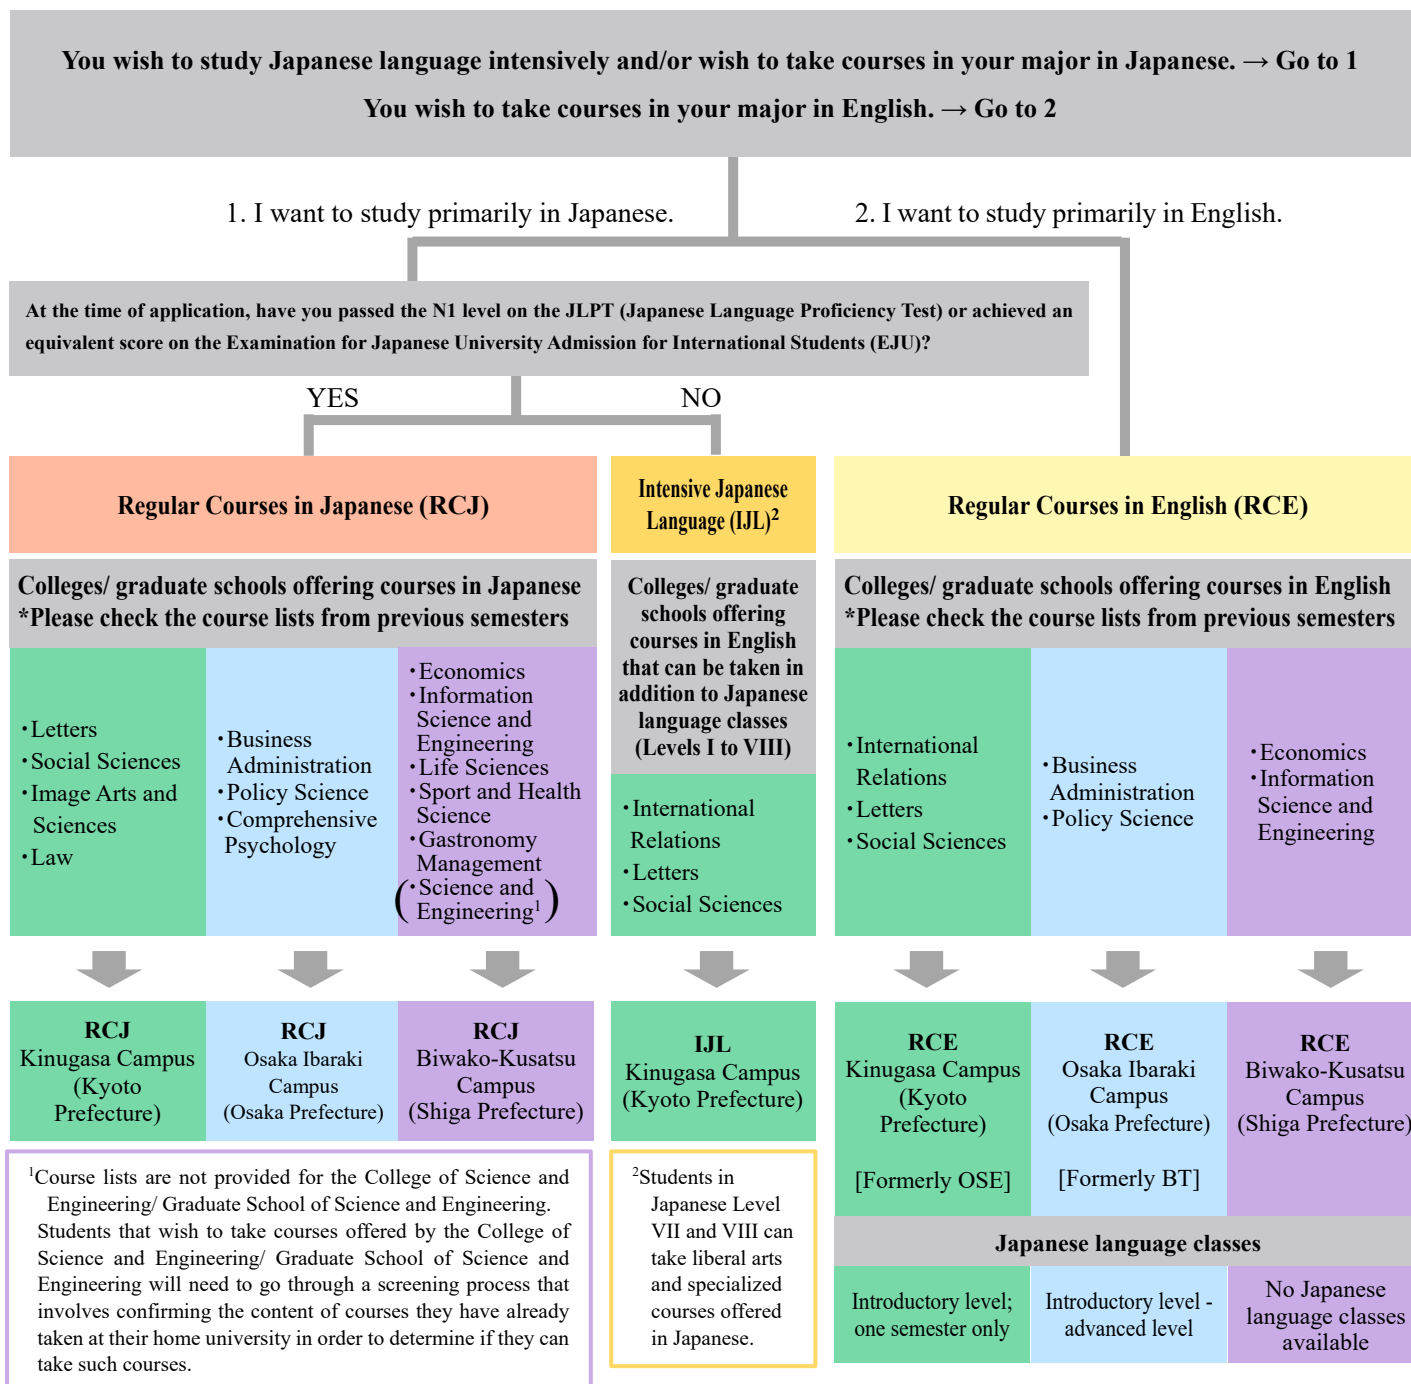 You wish to study Japanese language intensively and/or wish to take courses in your major in Japanese. → Go to 1
You wish to take courses in your major in English. → Go to 2
1. I want to study primarily in Japanese.
2. I want to study primarily in English.
At the time of application, have you passed the N1 level on the JLPT (Japanese Language Proficiency Test) or achieved an
equivalent score on the Examination for Japanese University Admission for International Students (EJU)?
YES
NO
Regular Courses in Japanese (RCJ)
Colleges/ graduate schools offering courses in Japanese
*Please check the course lists from previous semesters
・Letters
・Social Sciences
・Image Arts and
Sciences
・Law
・Business
Administration
・Policy Science
・Comprehensive
Psychology
・Economics
・Information
Science and
Engineering
・Life Sciences
・Sport and Health
Science
・Gastronomy
Management
(・Science and
Engineering¹)
RCJ
Kinugasa Campus
(Kyoto
Prefecture)
RCJ
Osaka Ibaraki
Campus
(Osaka Prefecture)
RCJ
Biwako-Kusatsu
Campus
(Shiga Prefecture)
¹Course lists are not provided for the College of Science and
Engineering/ Graduate School of Science and Engineering.
Students that wish to take courses offered by the College of
Science and Engineering/ Graduate School of Science and
Engineering will need to go through a screening process that
involves confirming the content of courses they have already
taken at their home university in order to determine if they can
take such courses.
Intensive Japanese
Language (IJL)²
Colleges/ graduate
schools offering
courses in English
that can be taken in
addition to Japanese
language classes
(Levels I to VIII)
・International
Relations
・Letters
・Social Sciences
IJL
Kinugasa Campus
(Kyoto Prefecture)
²Students in
Japanese Level
VII and VIII can
take liberal arts
and specialized
courses offered
in Japanese.
Regular Courses in English (RCE)
Colleges/ graduate schools offering courses in English
*Please check the course lists from previous semesters
・International
Relations
・Letters
・Social Sciences
・Business
Administration
・Policy Science
・Economics
・Information
Science and
Engineering
RCE
Kinugasa Campus
(Kyoto
Prefecture)
[Formerly OSE]
RCE
Osaka Ibaraki
Campus
(Osaka Prefecture)
[Formerly BT]
RCE
Biwako-Kusatsu
Campus
(Shiga Prefecture)
Japanese language classes
Introductory level;
one semester only
Introductory level -
advanced level
No Japanese
language classes
available